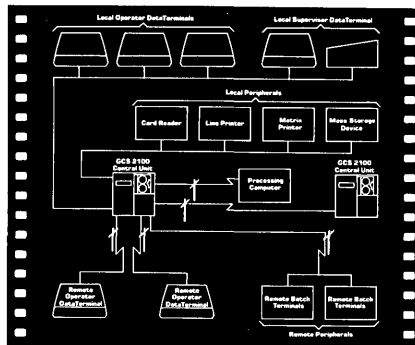 Local Operator DataTerminals
Local Supervisor DataTerminal
Local Peripherals
Card Reader
Line Printer
Matrix
Printer
Mass Storage
Device
GCS 2100
Central Unit
Processing
Computer
GCS 2100
Central Unit
Remote
Operator
DataTerminal
Remote
Operator
DataTerminal
Remote Batch
Terminals
Remote Batch
Terminals
Remote Peripherals